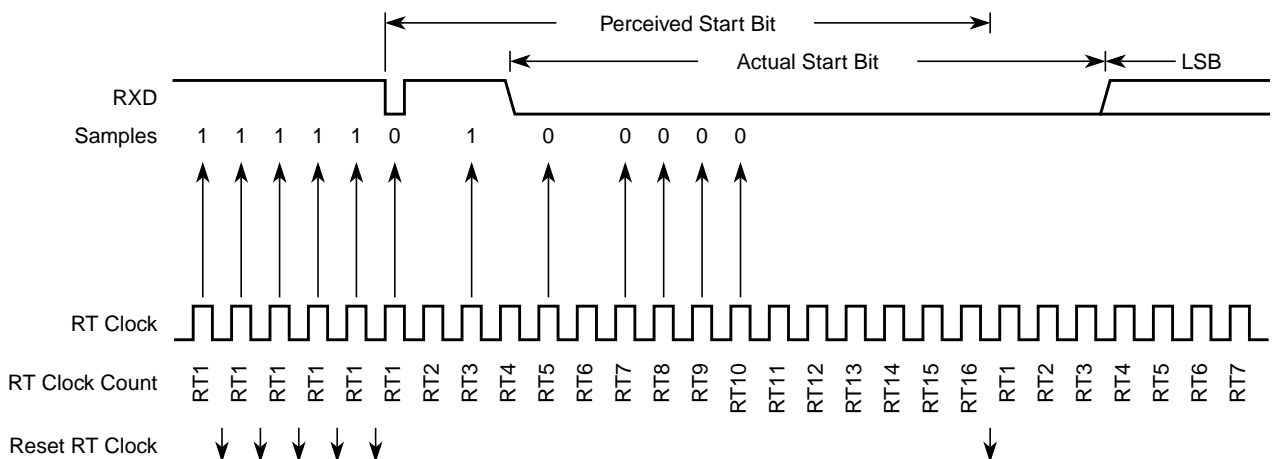 Perceived Start Bit
Actual Start Bit
LSB
RXD
Samples 1 1 1 1 1 0 1 0 0 0 0 0
RT Clock
RT Clock Count RT1 RT1 RT1 RT1 RT1 RT1 RT2 RT3 RT4 RT5 RT6 RT7 RT8 RT9 RT10 RT11 RT12 RT13 RT14 RT15 RT16 RT1 RT2 RT3 RT4 RT5 RT6 RT7
Reset RT Clock